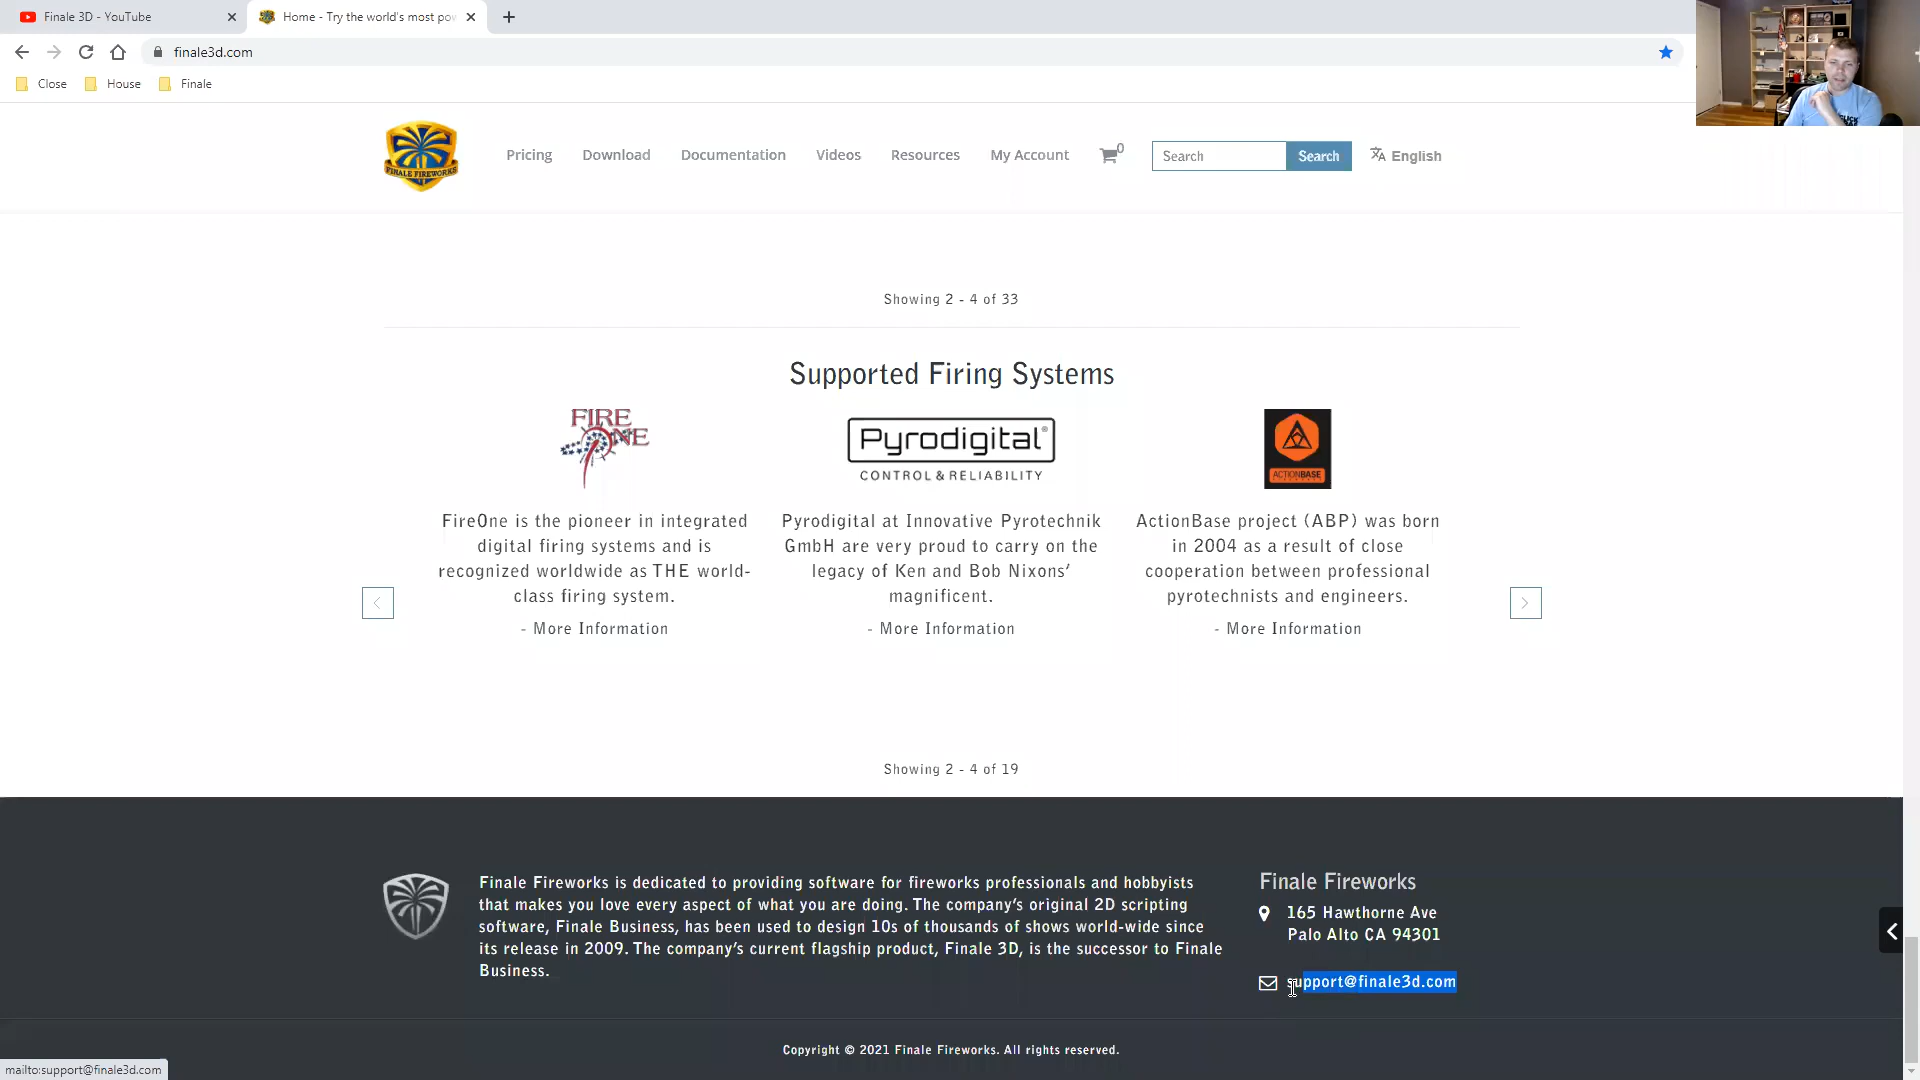 Finale 3D - YouTube
Home - Try the world's most po
finale3d.com
Close
House
Finale
FINALE FIREWORKS
Pricing
Download
Documentation
Videos
Resources
My Account
0
Search
Search
English
Showing 2 - 4 of 33
Supported Firing Systems
FIRE
ONE
Pyrodigital®
CONTROL & RELIABILITY
ACTIONBASE
FireOne is the pioneer in integrated
digital firing systems and is
recognized worldwide as THE world-
class firing system.
- More Information
Pyrodigital at Innovative Pyrotechnik
GmbH are very proud to carry on the
legacy of Ken and Bob Nixons’
magnificent.
- More Information
ActionBase project (ABP) was born
in 2004 as a result of close
cooperation between professional
pyrotechnists and engineers.
- More Information
Showing 2 - 4 of 19
Finale Fireworks is dedicated to providing software for fireworks professionals and hobbyists
that makes you love every aspect of what you are doing. The company’s original 2D scripting
software, Finale Business, has been used to design 10s of thousands of shows world-wide since
its release in 2009. The company’s current flagship product, Finale 3D, is the successor to Finale
Business.
Finale Fireworks
165 Hawthorne Ave
Palo Alto CA 94301
support@finale3d.com
Copyright © 2021 Finale Fireworks. All rights reserved.
mailto:support@finale3d.com